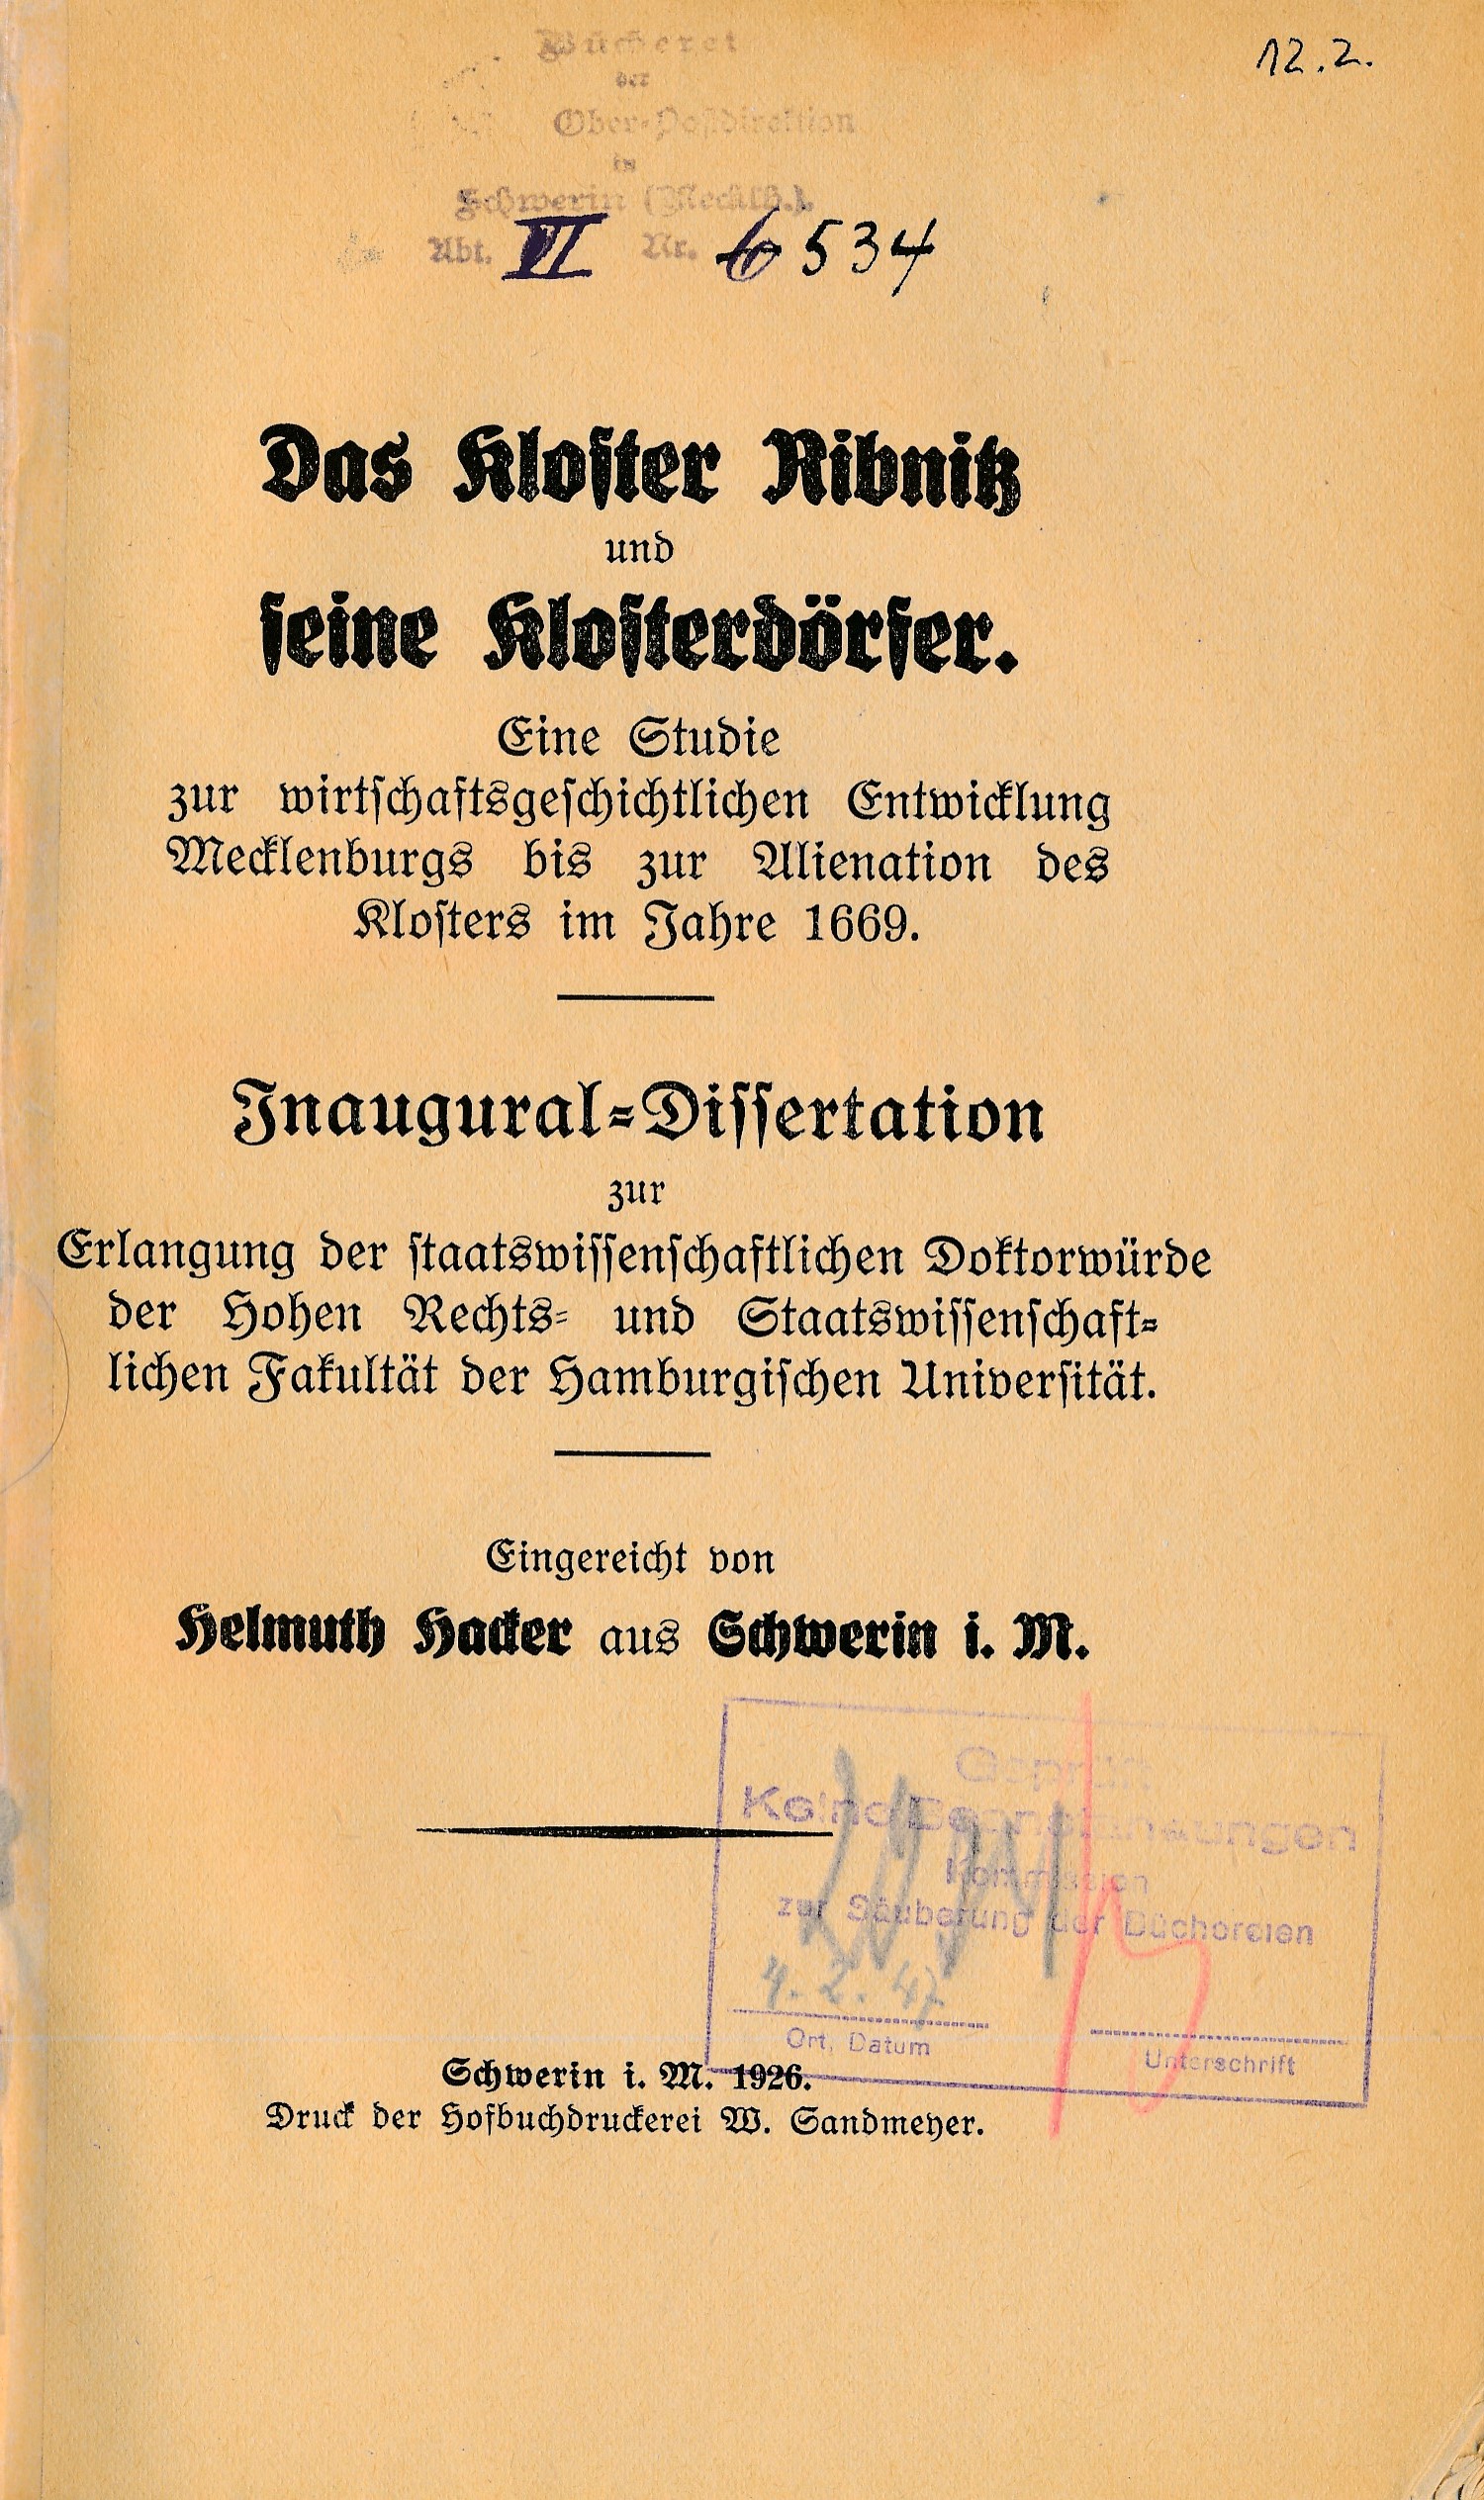 12.2.
Bücherei
der
Ober-Postdirektion
in
Schwerin (Mecklb.).
Abt. VI Nr. 6534
Das Kloster Ribnitz
und
seine Klosterdörfer.
Eine Studie
zur wirtschaftsgeschichtlichen Entwicklung
Mecklenburgs bis zur Alienation des
Klosters im Jahre 1669.
Inaugural-Dissertation
zur
Erlangung der staatswissenschaftlichen Doktorwürde
der Hohen Rechts- und Staatswissenschaft-
lichen Fakultät der Hamburgischen Universität.
Eingereicht von
Helmuth Hacker aus Schwerin i. M.
Geprüft
Keine Beanstandungen
Kommission
zur Säuberung der Büchereien
4.2.47
Ort, Datum
Unterschrift
Schwerin i. M. 1926.
Druck der Hofbuchdruckerei W. Sandmeyer.